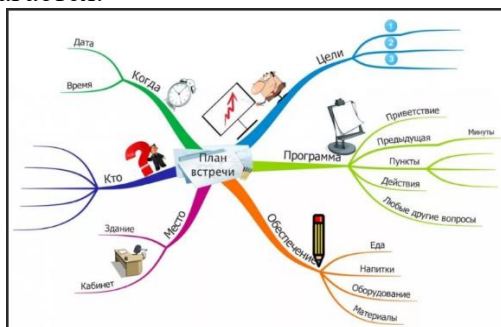 Дата
Время
Когда
Цели
1
2
3
План
встречи
Программа
Приветствие
Предыдущая
Минуты
Пункты
Действия
Любые другие вопросы
Кто
Место
Здание
Кабинет
Обеспечение
Еда
Напитки
Оборудование
Материалы